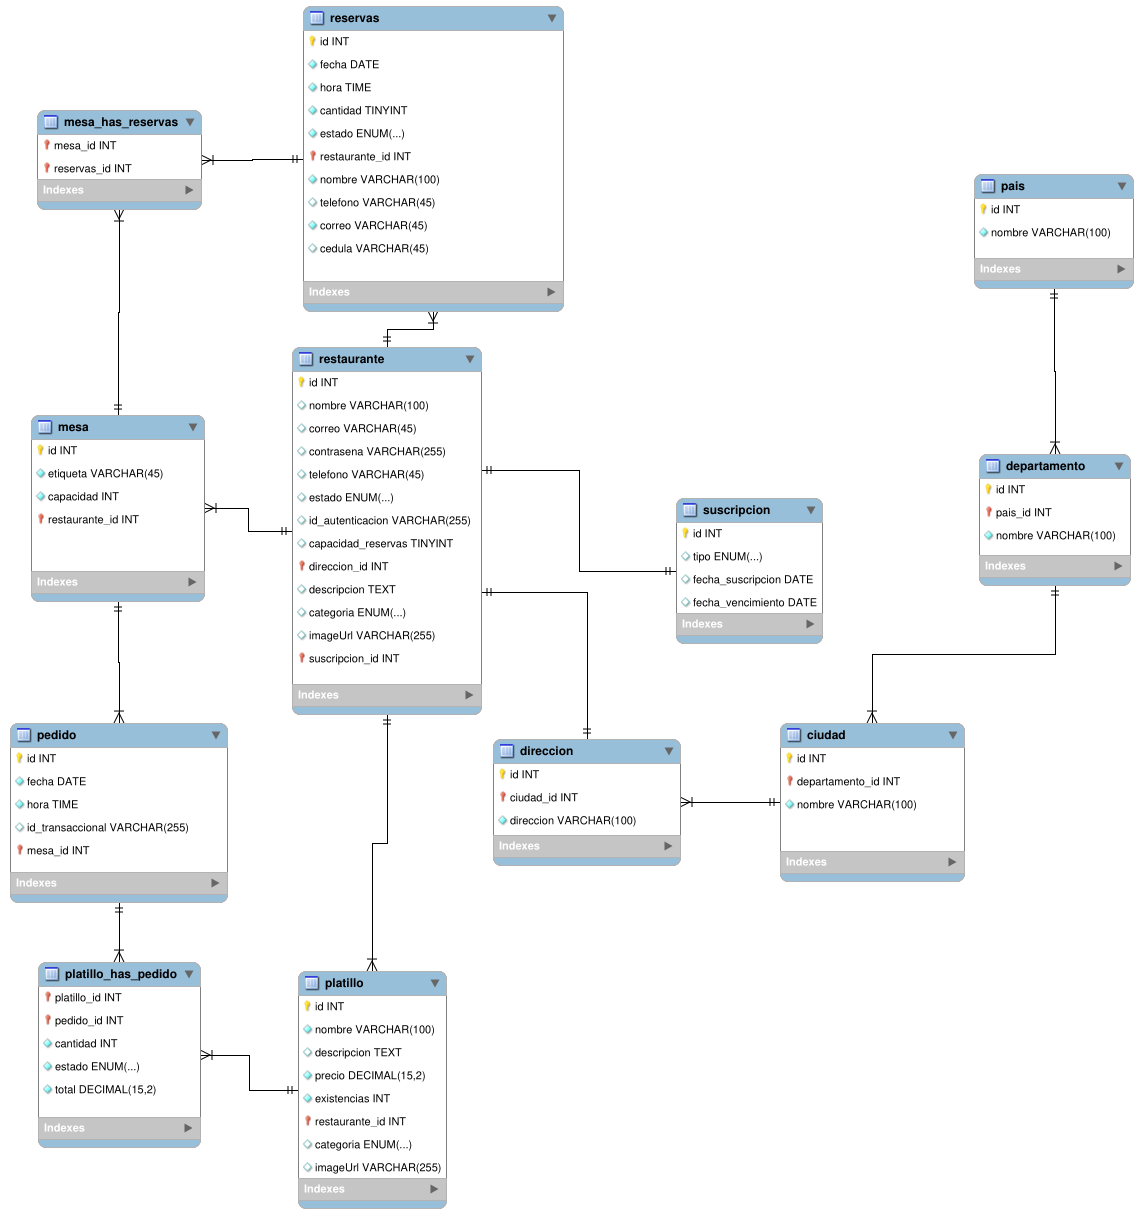 reservas
id INT
fecha DATE
hora TIME
cantidad TINYINT
estado ENUM(...)
restaurante_id INT
nombre VARCHAR(100)
telefono VARCHAR(45)
correo VARCHAR(45)
cedula VARCHAR(45)
Indexes
mesa_has_reservas
mesa_id INT
reservas_id INT
Indexes
pais
id INT
nombre VARCHAR(100)
Indexes
restaurante
id INT
nombre VARCHAR(100)
correo VARCHAR(45)
contrasena VARCHAR(255)
telefono VARCHAR(45)
estado ENUM(...)
id_autenticacion VARCHAR(255)
capacidad_reservas TINYINT
direccion_id INT
descripcion TEXT
categoria ENUM(...)
imageUrl VARCHAR(255)
suscripcion_id INT
Indexes
mesa
id INT
etiqueta VARCHAR(45)
capacidad INT
restaurante_id INT
Indexes
departamento
id INT
pais_id INT
nombre VARCHAR(100)
Indexes
suscripcion
id INT
tipo ENUM(...)
fecha_suscripcion DATE
fecha_vencimiento DATE
Indexes
pedido
id INT
fecha DATE
hora TIME
id_transaccional VARCHAR(255)
mesa_id INT
Indexes
direccion
id INT
ciudad_id INT
direccion VARCHAR(100)
Indexes
ciudad
id INT
departamento_id INT
nombre VARCHAR(100)
Indexes
platillo_has_pedido
platillo_id INT
pedido_id INT
cantidad INT
estado ENUM(...)
total DECIMAL(15,2)
Indexes
platillo
id INT
nombre VARCHAR(100)
descripcion TEXT
precio DECIMAL(15,2)
existencias INT
restaurante_id INT
categoria ENUM(...)
imageUrl VARCHAR(255)
Indexes